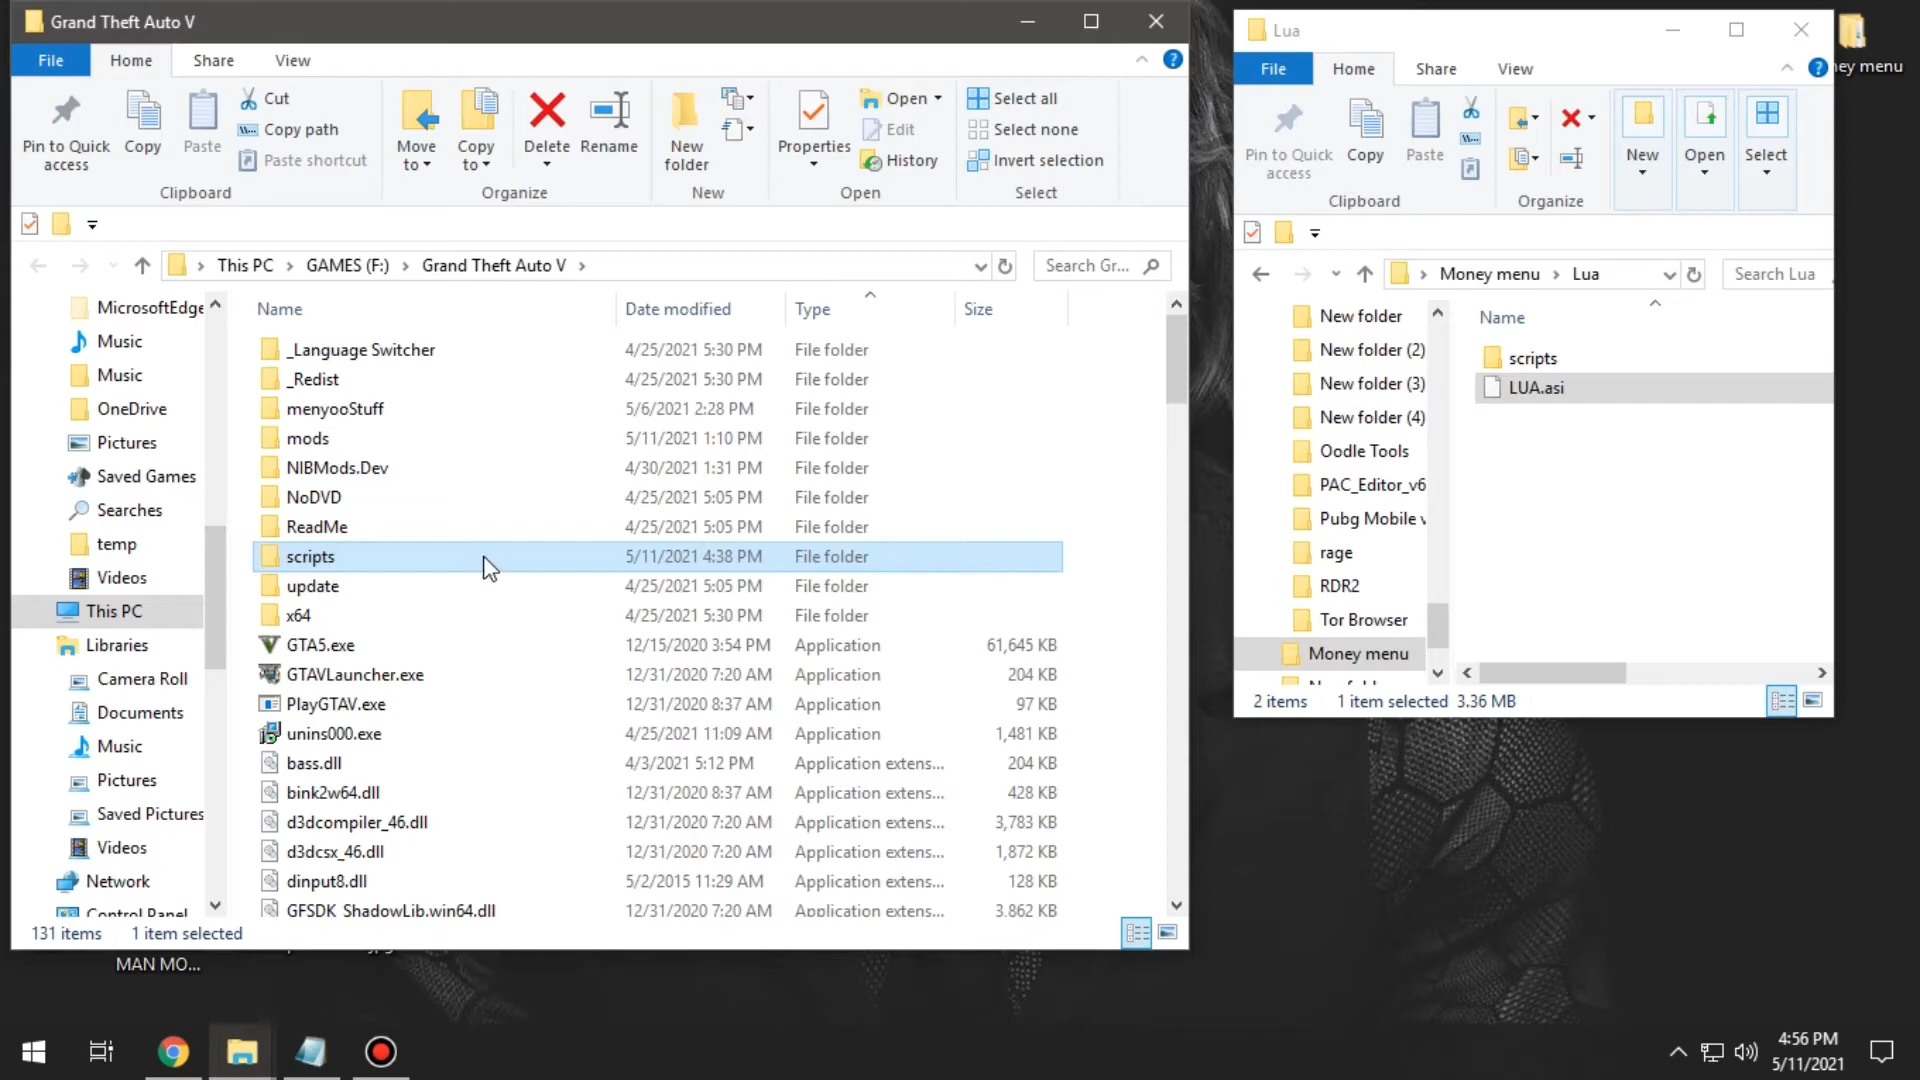 Grand Theft Auto V
File Home Share View
Pin to Quick access
Copy
Paste
Cut
Copy path
Paste shortcut
Move to
Copy to
Delete
Rename
New folder
Properties
Open
Edit
History
Select all
Select none
Invert selection
Clipboard Organize New Open Select
This PC > GAMES (F:) > Grand Theft Auto V >
Search Gr...
MicrosoftEdge
Music
Music
OneDrive
Pictures
Saved Games
Searches
temp
Videos
This PC
Libraries
Camera Roll
Documents
Music
Pictures
Saved Pictures
Videos
Network
Control Panel
Name Date modified Type Size
_Language Switcher 4/25/2021 5:30 PM File folder
_Redist 4/25/2021 5:30 PM File folder
menyooStuff 5/6/2021 2:28 PM File folder
mods 5/11/2021 1:10 PM File folder
NIBMods.Dev 4/30/2021 1:31 PM File folder
NoDVD 4/25/2021 5:05 PM File folder
ReadMe 4/25/2021 5:05 PM File folder
scripts 5/11/2021 4:38 PM File folder
update 4/25/2021 5:05 PM File folder
x64 4/25/2021 5:30 PM File folder
GTA5.exe 12/15/2020 3:54 PM Application 61,645 KB
GTAVLauncher.exe 12/31/2020 7:20 AM Application 204 KB
PlayGTAV.exe 12/31/2020 8:37 AM Application 97 KB
unins000.exe 4/25/2021 11:09 AM Application 1,481 KB
bass.dll 4/3/2021 5:12 PM Application extens... 204 KB
bink2w64.dll 12/31/2020 8:37 AM Application extens... 428 KB
d3dcompiler_46.dll 12/31/2020 7:20 AM Application extens... 3,783 KB
d3dcsx_46.dll 12/31/2020 7:20 AM Application extens... 1,872 KB
dinput8.dll 5/2/2015 11:29 AM Application extens... 128 KB
GFSDK_ShadowLib.win64.dll 12/31/2020 7:20 AM Application extens... 3,862 KB
131 items 1 item selected
MAN MO...
Lua
File Home Share View
Pin to Quick access
Copy
Paste
New
Open
Select
Clipboard Organize
Money menu > Lua
Search Lua
New folder
New folder (2)
New folder (3)
New folder (4)
Oodle Tools
PAC_Editor_v6
Pubg Mobile v
rage
RDR2
Tor Browser
Money menu
Name
scripts
LUA.asi
2 items 1 item selected 3.36 MB
ey menu
4:56 PM
5/11/2021